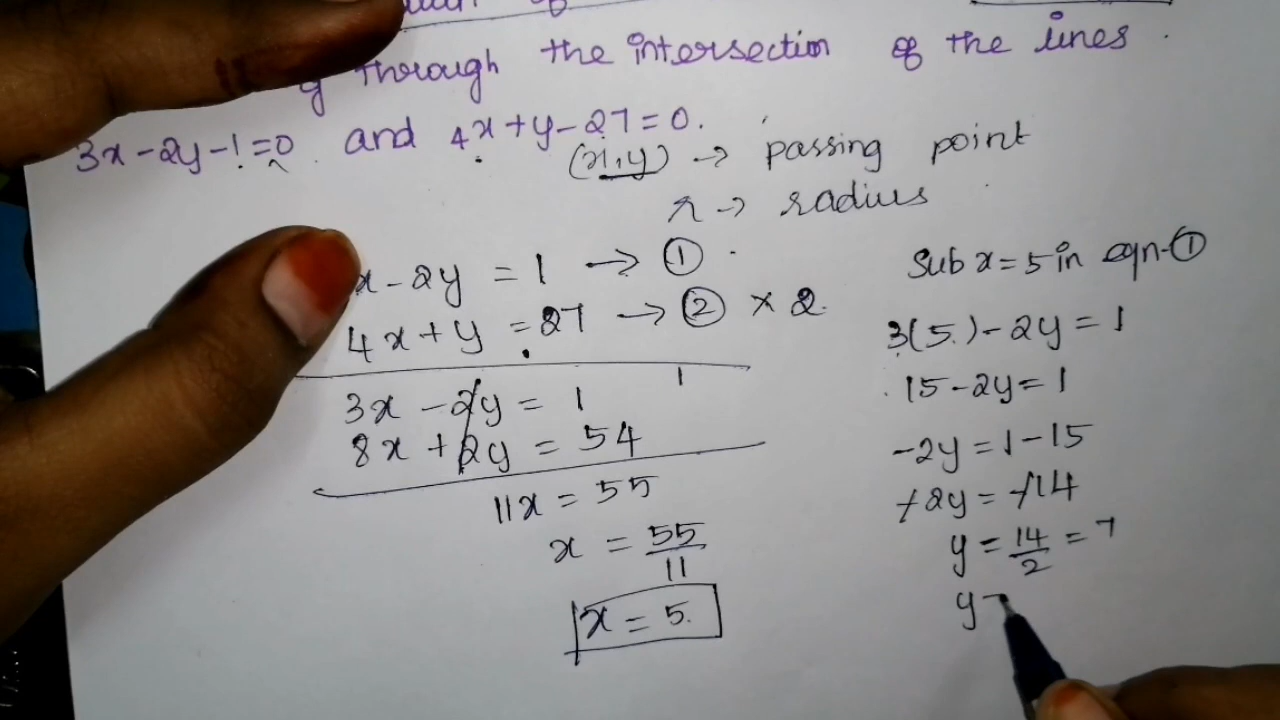 through the intersection of the lines.
3x-2y-1=0. and 4x+y-27=0.
(x,y) → passing point
r → radius
x-2y = 1 → ①
4x+y = 27 → ② × 2.
3x-2y = 1
8x+2y = 54
11x = 55
x = 55/11
x = 5.
Sub x=5 in eqn-①
3(5)-2y = 1
15-2y = 1
-2y = 1-15
-2y = -14
y = 14/2 = 7
y =